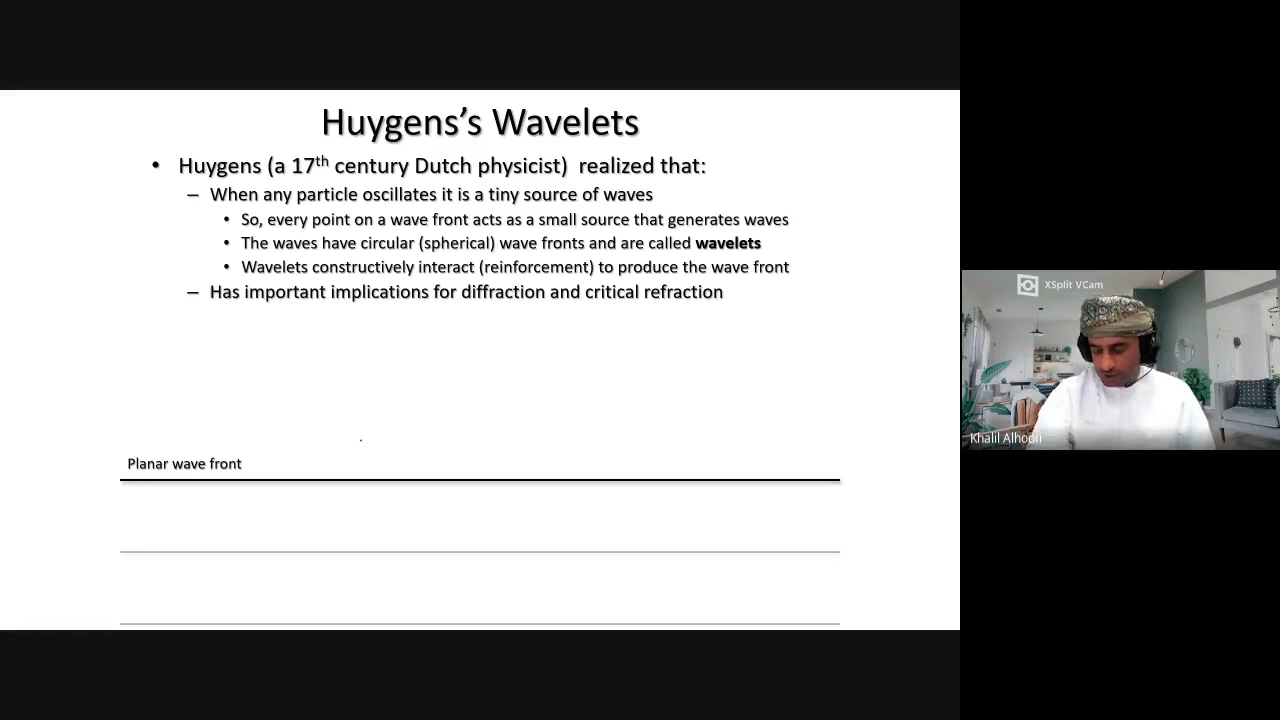 Huygens’s Wavelets
• Huygens (a 17th century Dutch physicist) realized that:
– When any particle oscillates it is a tiny source of waves
• So, every point on a wave front acts as a small source that generates waves
• The waves have circular (spherical) wave fronts and are called wavelets
• Wavelets constructively interact (reinforcement) to produce the wave front
– Has important implications for diffraction and critical refraction
Planar wave front
XSplit VCam
Khalil